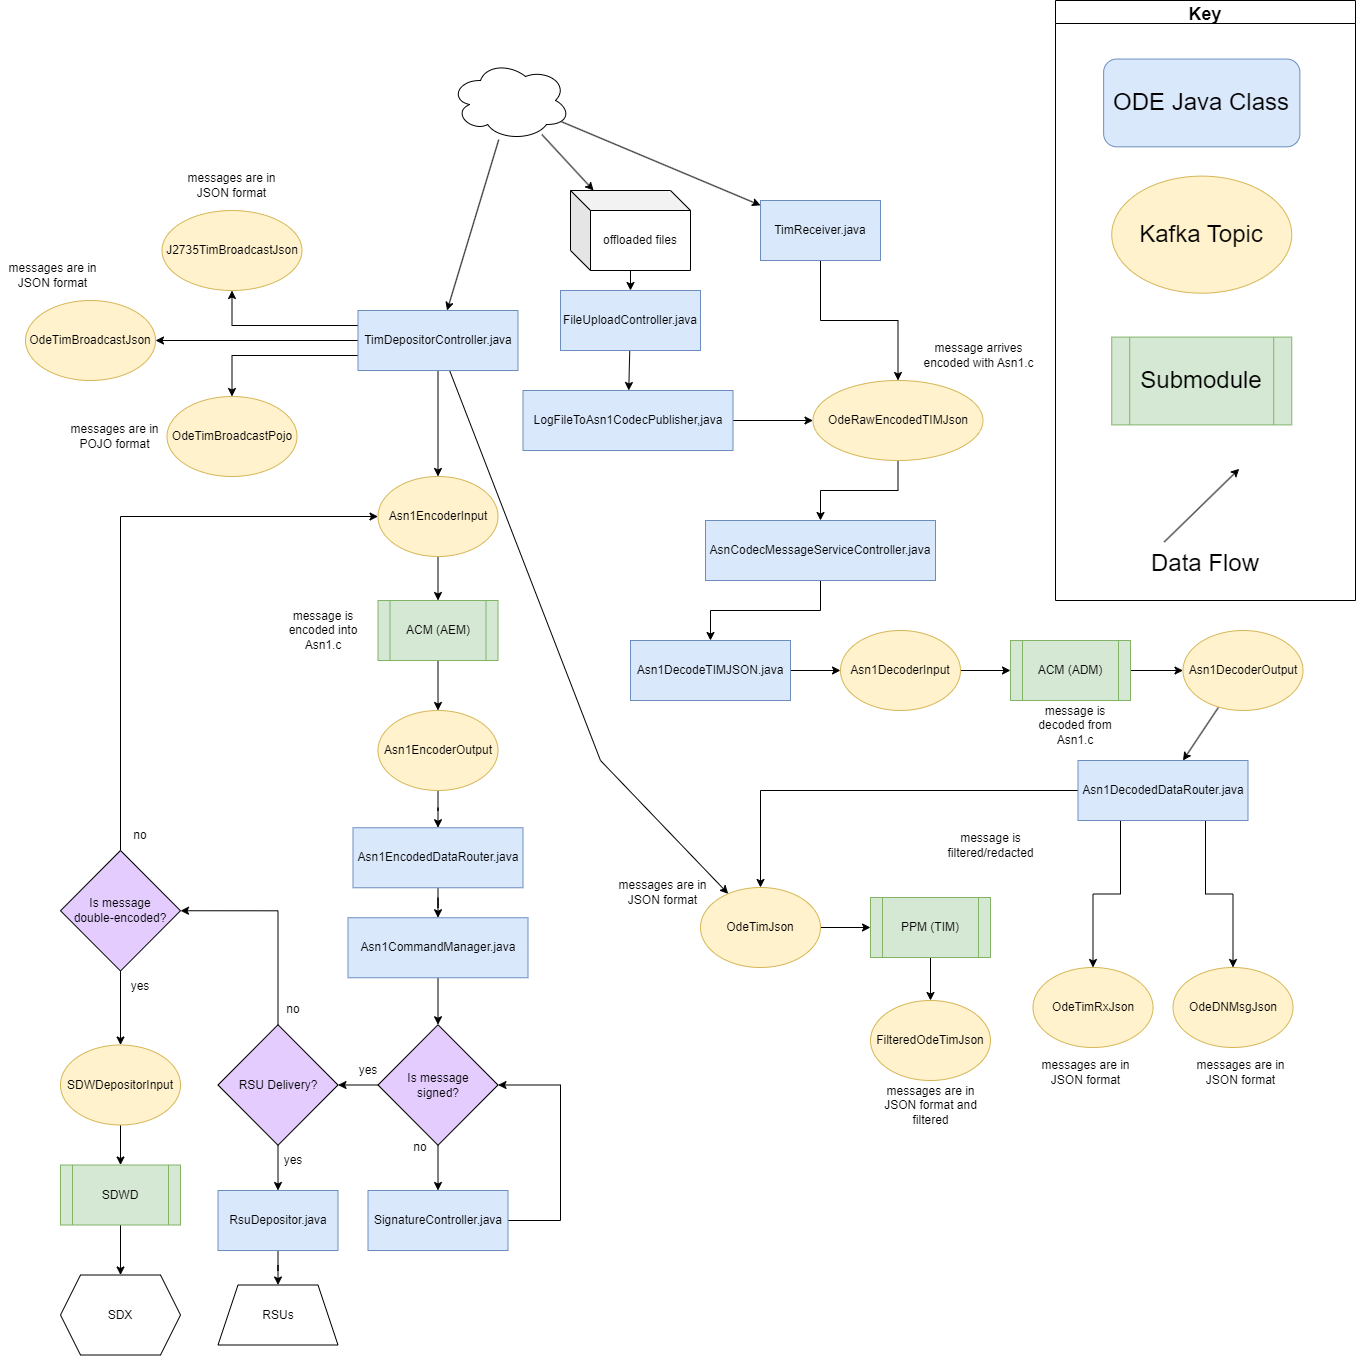 Key
ODE Java Class
Kafka Topic
Submodule
Data Flow
messages are in
JSON format
J2735TimBroadcastJson
messages are in
JSON format
OdeTimBroadcastJson
TimDepositorController.java
messages are in
POJO format
OdeTimBroadcastPojo
offloaded files
TimReceiver.java
FileUploadController.java
message arrives
encoded with Asn1.c
LogFileToAsn1CodecPublisher,java
OdeRawEncodedTIMJson
Asn1EncoderInput
AsnCodecMessageServiceController.java
message is
encoded into
Asn1.c
ACM (AEM)
Asn1DecodeTIMJSON.java
Asn1DecoderInput
ACM (ADM)
message is
decoded from
Asn1.c
Asn1DecoderOutput
Asn1EncoderOutput
Asn1DecodedDataRouter.java
message is
filtered/redacted
no
Asn1EncodedDataRouter.java
Is message
double-encoded?
messages are in
JSON format
OdeTimJson
PPM (TIM)
Asn1CommandManager.java
yes
no
FilteredOdeTimJson
messages are in
JSON format and
filtered
OdeTimRxJson
messages are in
JSON format
OdeDNMsgJson
messages are in
JSON format
SDWDepositorInput
RSU Delivery?
yes
Is message
signed?
yes
no
SDWD
RsuDepositor.java
SignatureController.java
SDX
RSUs